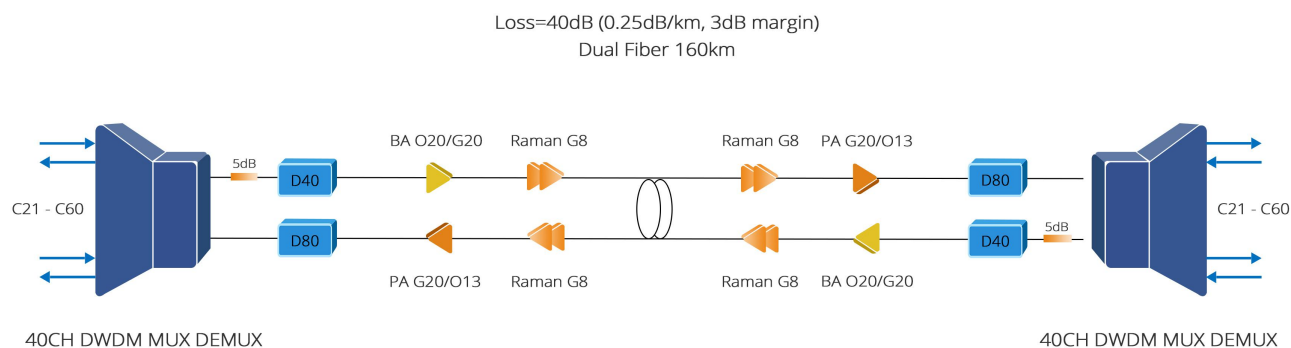 Loss=40dB (0.25dB/km, 3dB margin)
Dual Fiber 160km
BA O20/G20
Raman G8
Raman G8
PA G20/O13
5dB
D40
D80
C21 - C60
C21 - C60
D80
D40
5dB
PA G20/O13
Raman G8
Raman G8
BA O20/G20
40CH DWDM MUX DEMUX
40CH DWDM MUX DEMUX